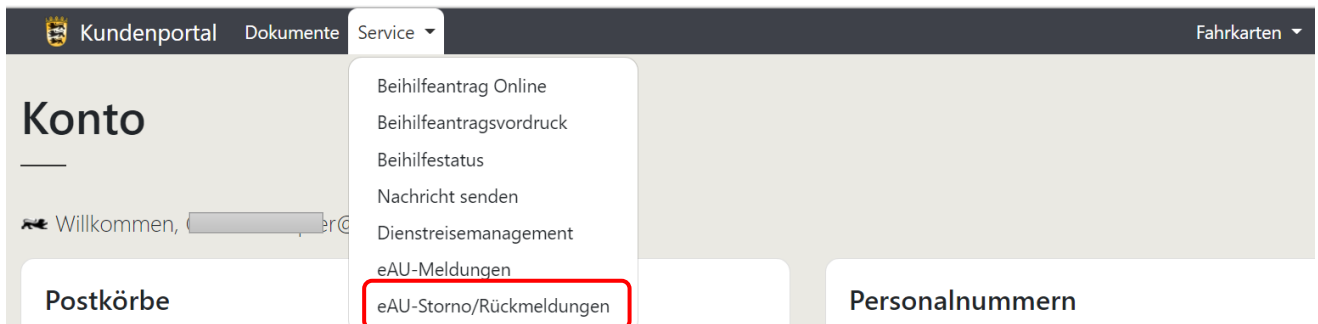 Kundenportal Dokumente Service Fahrkarten
Beihilfeantrag Online
Beihilfeantragsvordruck
Beihilfestatus
Nachricht senden
Dienstreisemanagement
eAU-Meldungen
eAU-Storno/Rückmeldungen
Konto
Willkommen,
Postkörbe
Personalnummern